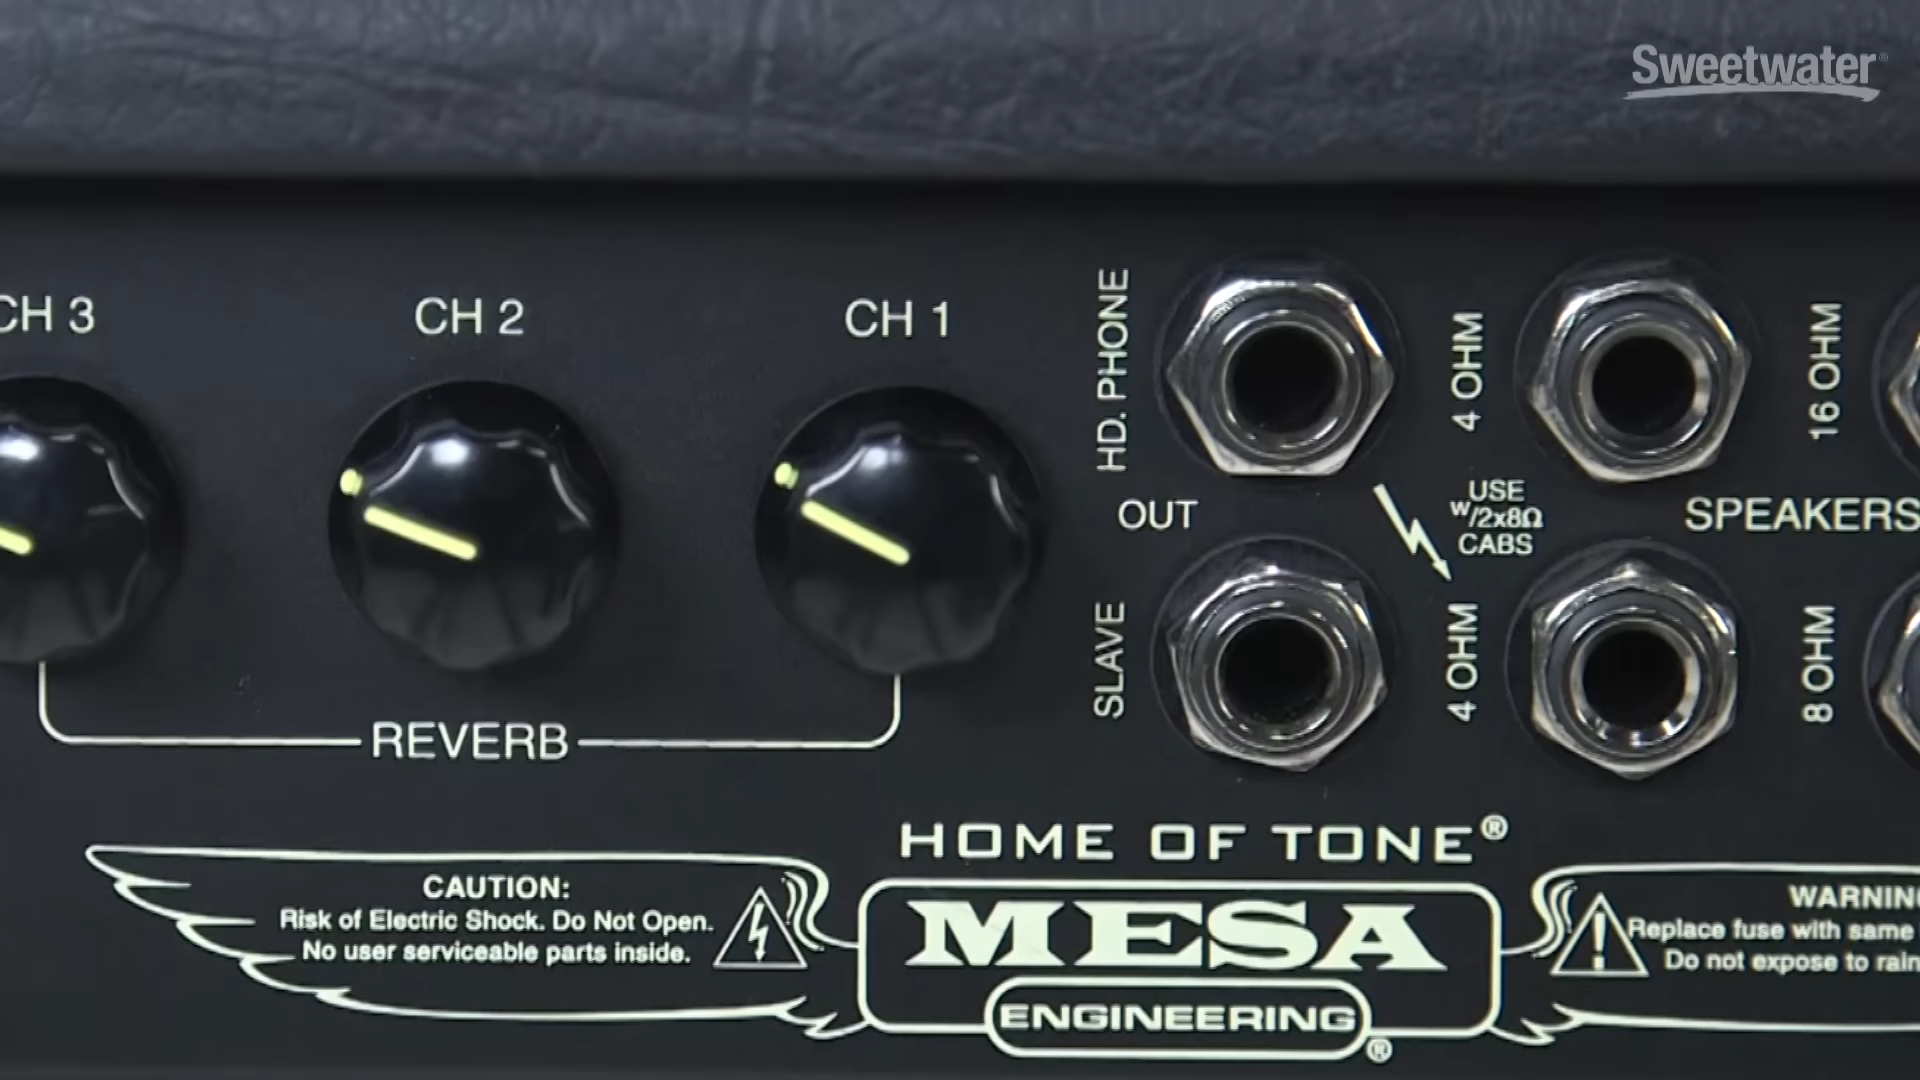 Sweetwater®
CH 3
CH 2
CH 1
REVERB
HD. PHONE
OUT
SLAVE
4 OHM
USE
w/2x8Ω
CABS
4 OHM
16 OHM
SPEAKERS
8 OHM
HOME OF TONE®
CAUTION:
Risk of Electric Shock. Do Not Open.
No user serviceable parts inside.
MESA
ENGINEERING®
WARNING
Replace fuse with same
Do not expose to rain